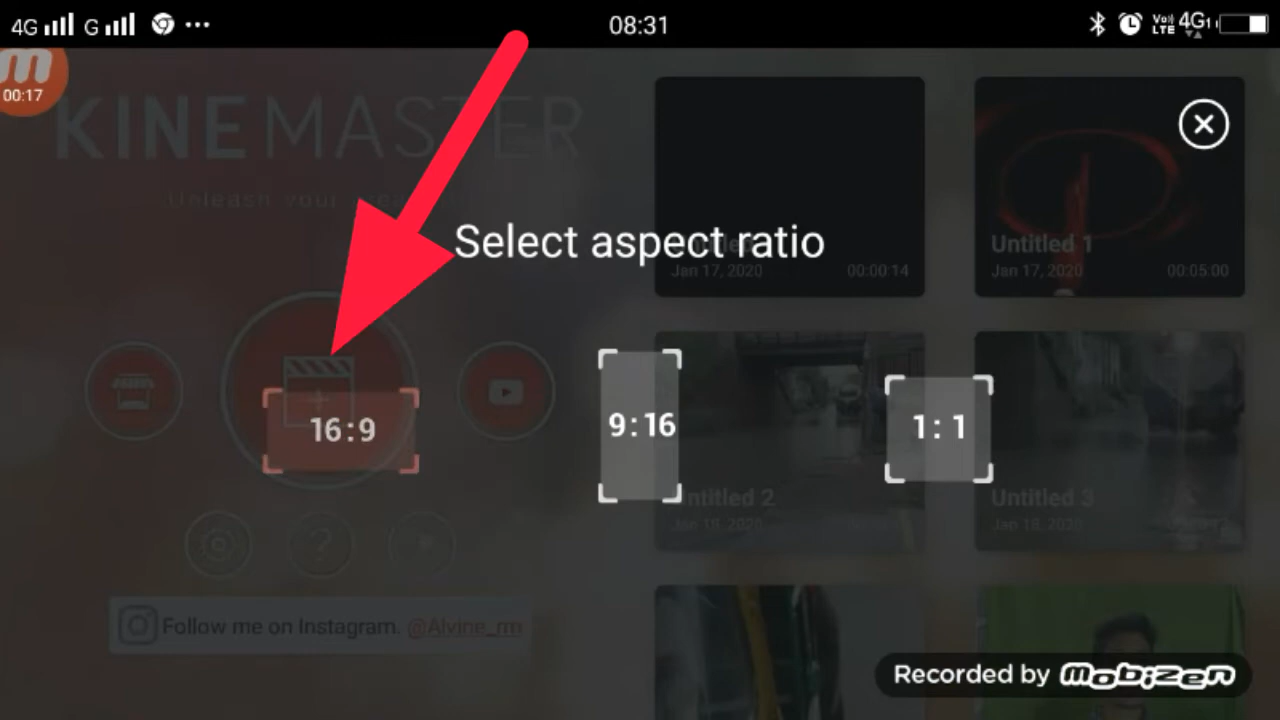 4G G ••• 08:31 VoLTE 4G
00:17
KINEMASTER
Unleash your
Select aspect ratio
Jan 17, 2020 00:00:14
Untitled 1
Jan 17, 2020 00:05:00
16:9
9:16
1:1
Untitled 2
Jan 18, 2020
Untitled 3
Jan 18, 2020
Follow me on Instagram. @Alvine_rm
Recorded by mobizen